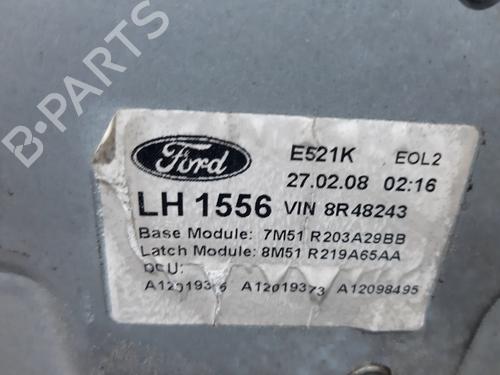 B-PARTS
Ford
E521K EOL2
27.02.08 02:16
LH 1556 VIN 8R48243
Base Module: 7M51 R203A29BB
Latch Module: 8M51 R219A65AA
DCU:
A12019373 A12098495